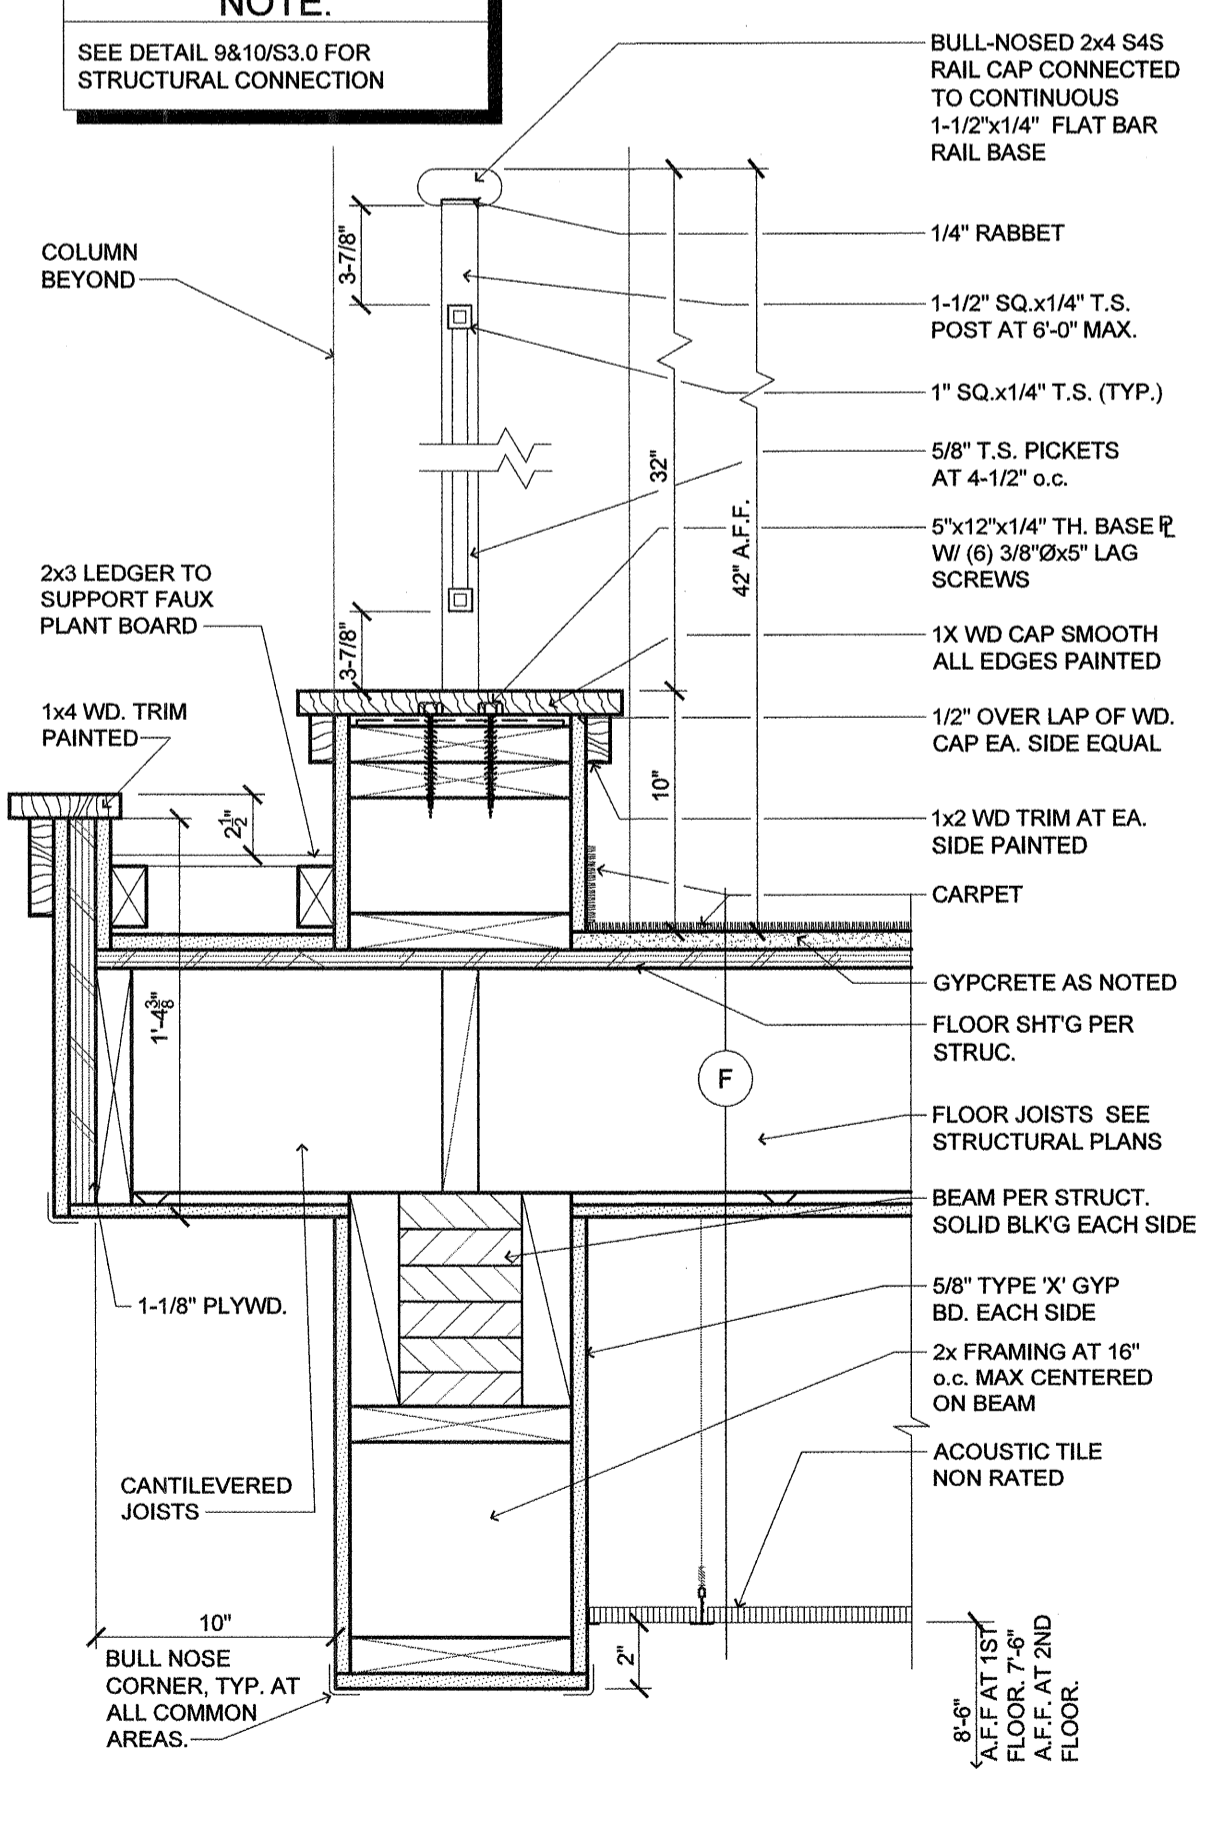 NOTE:
SEE DETAIL 9&10/S3.0 FOR
STRUCTURAL CONNECTION
BULL-NOSED 2x4 S4S
RAIL CAP CONNECTED
TO CONTINUOUS
1-1/2"x1/4" FLAT BAR
RAIL BASE
1/4" RABBET
COLUMN
BEYOND
3-7/8"
1-1/2" SQ.x1/4" T.S.
POST AT 6'-0" MAX.
1" SQ.x1/4" T.S. (TYP.)
5/8" T.S. PICKETS
AT 4-1/2" o.c.
32"
42" A.F.F.
5"x12"x1/4" TH. BASE ℄
W/ (6) 3/8"Øx5" LAG
SCREWS
2x3 LEDGER TO
SUPPORT FAUX
PLANT BOARD
3-7/8"
1X WD CAP SMOOTH
ALL EDGES PAINTED
1x4 WD. TRIM
PAINTED
1/2" OVER LAP OF WD.
CAP EA. SIDE EQUAL
10"
2½"
1x2 WD TRIM AT EA.
SIDE PAINTED
CARPET
GYPCRETE AS NOTED
1'-4⅜"
FLOOR SHT'G PER
STRUC.
F
FLOOR JOISTS SEE
STRUCTURAL PLANS
BEAM PER STRUCT.
SOLID BLK'G EACH SIDE
1-1/8" PLYWD.
5/8" TYPE 'X' GYP
BD. EACH SIDE
2x FRAMING AT 16"
o.c. MAX CENTERED
ON BEAM
ACOUSTIC TILE
NON RATED
CANTILEVERED
JOISTS
10"
2"
BULL NOSE
CORNER, TYP. AT
ALL COMMON
AREAS.
8'-6"
A.F.F AT 1ST
FLOOR. 7'-6"
A.F.F. AT 2ND
FLOOR.